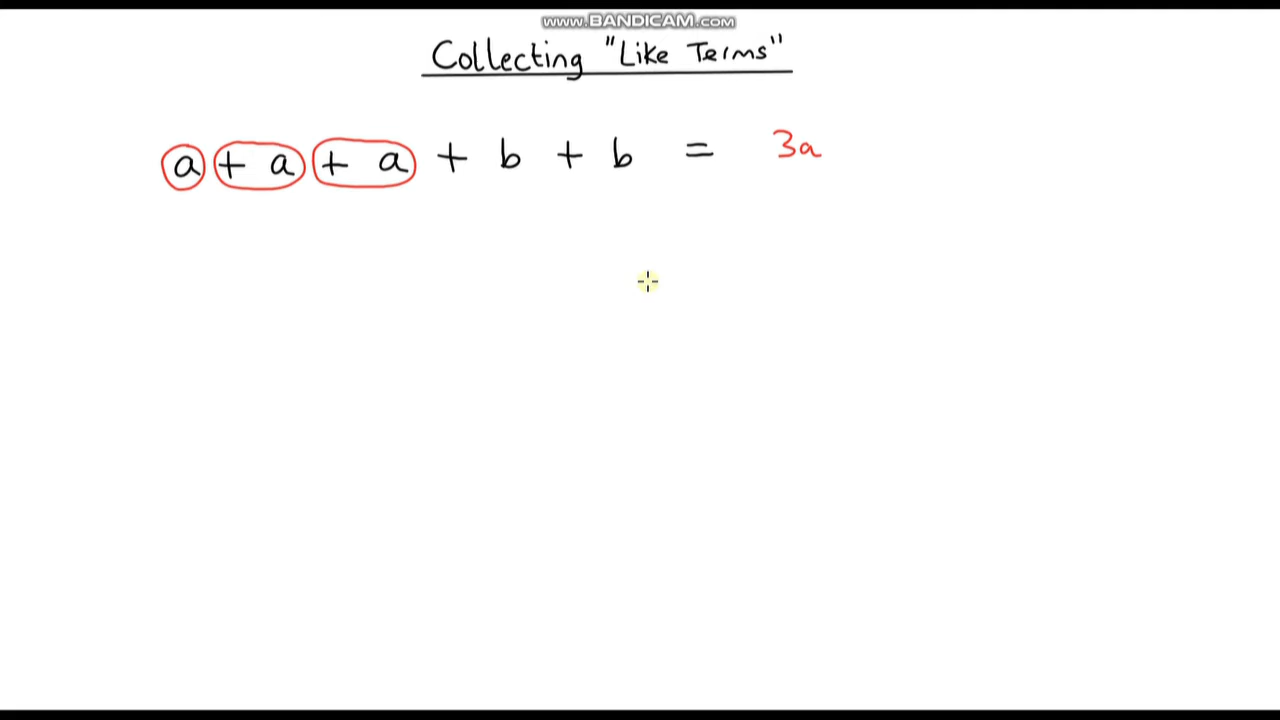 www.BANDICAM.com
Collecting "Like Terms"
a + a + a + b + b = 3a